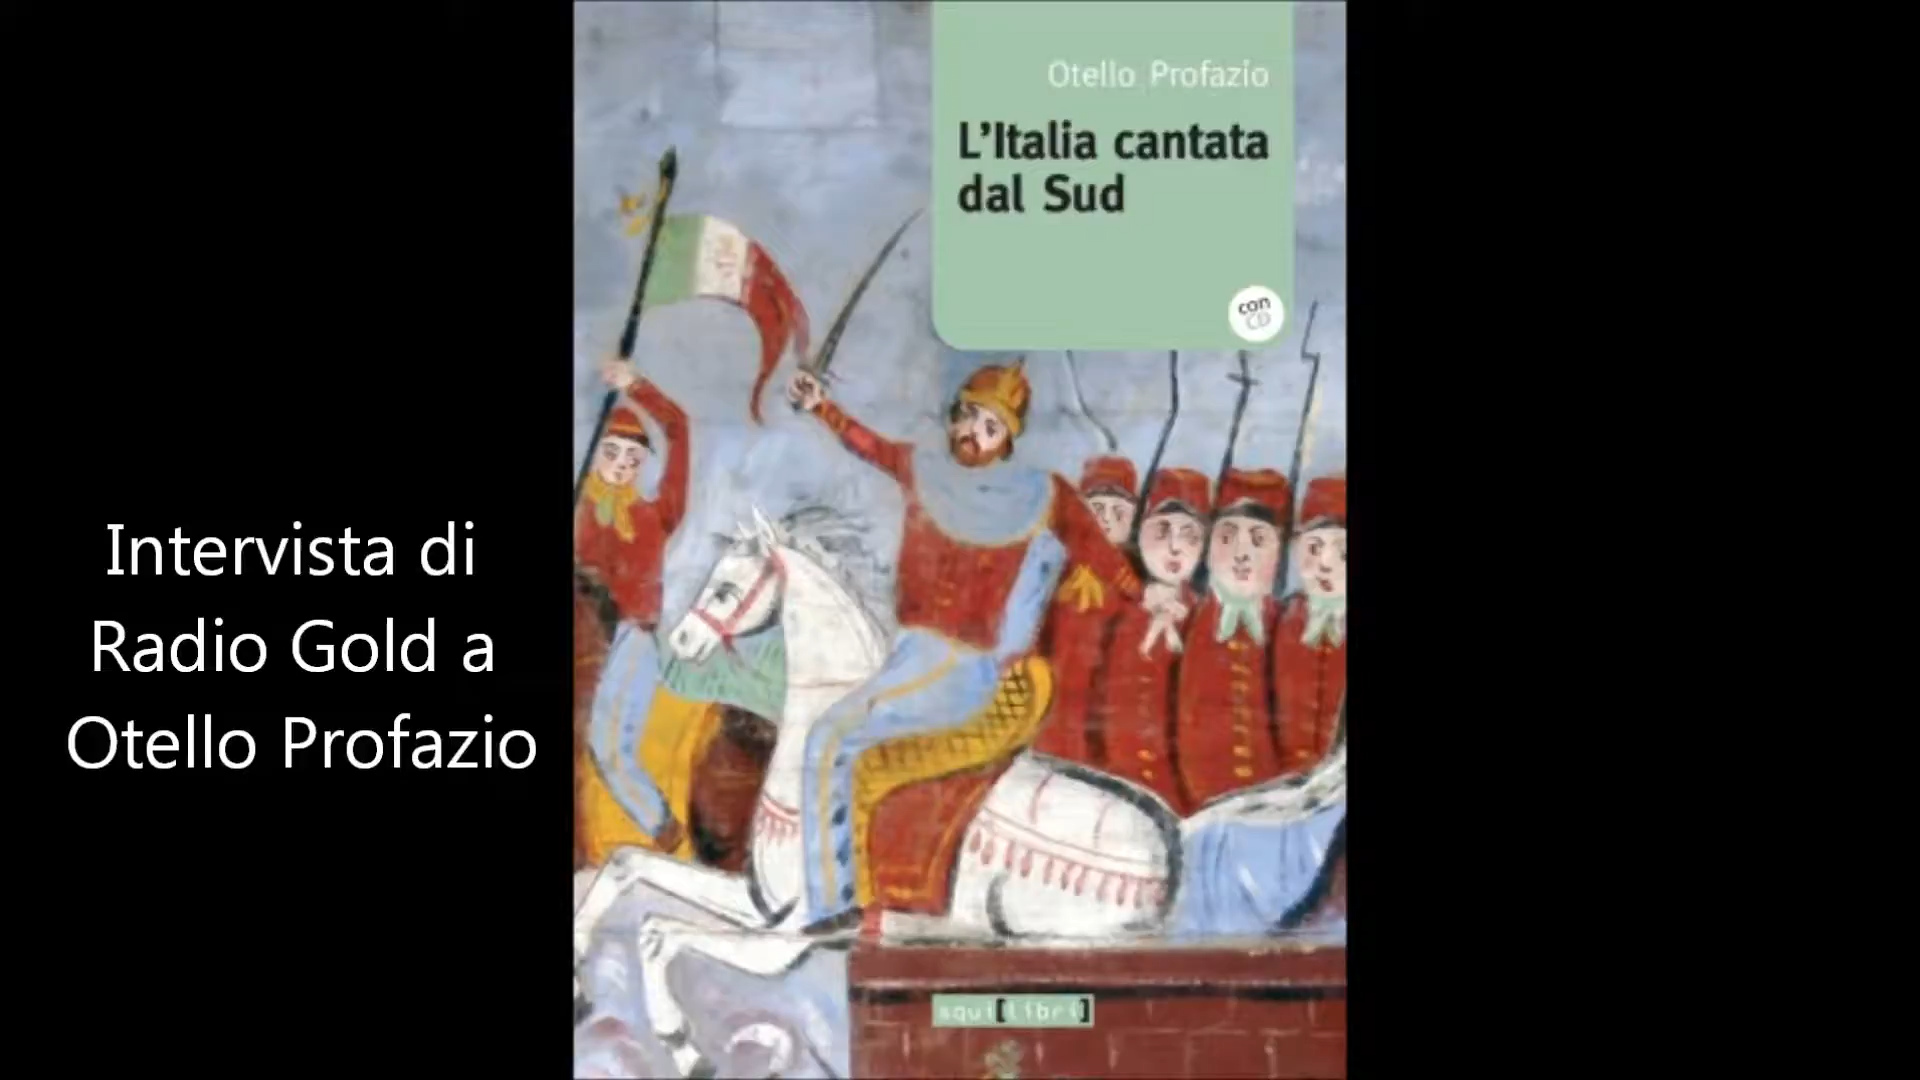 Otello Profazio
L'Italia cantata
dal Sud
con
CD
Intervista di
Radio Gold a
Otello Profazio
squi[libri]